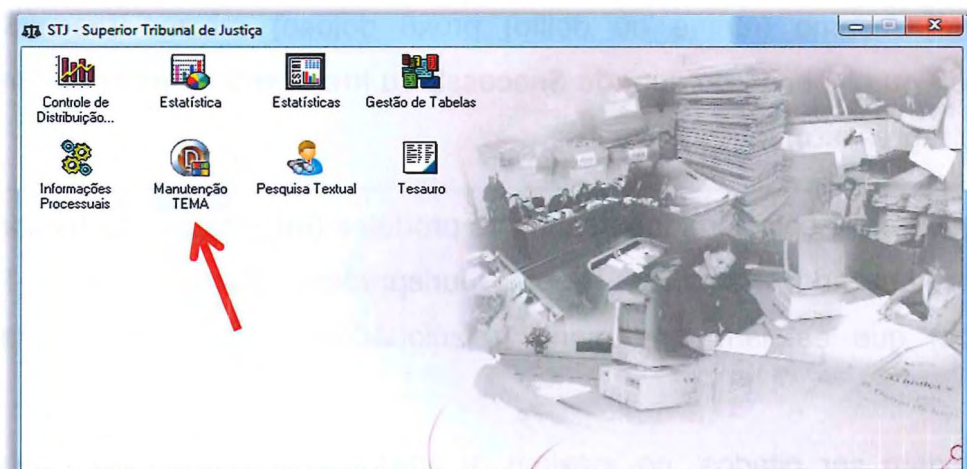 STJ - Superior Tribunal de Justiça
Controle de
Distribuição...
Estatística
Estatísticas
Gestão de Tabelas
Informações
Processuais
Manutenção
TEMA
Pesquisa Textual
Tesauro